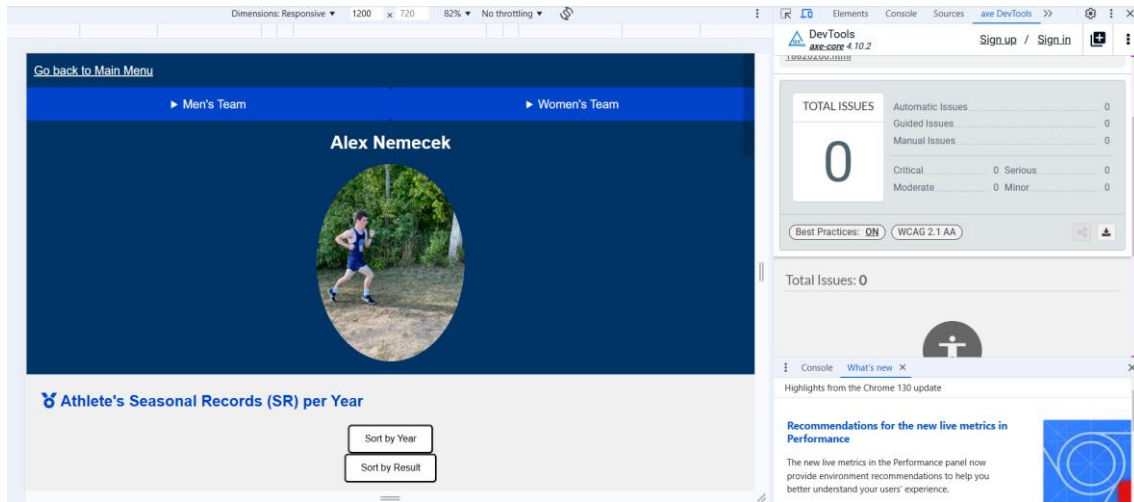 Dimensions: Responsive ▼ 1200 × 720 82% ▼ No throttling ▼
Elements Console Sources axe DevTools
Go back to Main Menu
▶ Men's Team ▶ Women's Team
Alex Nemecek
Athlete's Seasonal Records (SR) per Year
Sort by Year
Sort by Result
DevTools
axe-core 4.10.2
Sign up / Sign in
TOTAL ISSUES
0
Automatic Issues 0
Guided Issues 0
Manual Issues 0
Critical 0 Serious 0
Moderate 0 Minor 0
Best Practices: ON WCAG 2.1 AA
Total Issues: 0
Console What's new ×
Highlights from the Chrome 130 update
Recommendations for the new live metrics in
Performance
The new live metrics in the Performance panel now
provide environment recommendations to help you
better understand your users' experience.